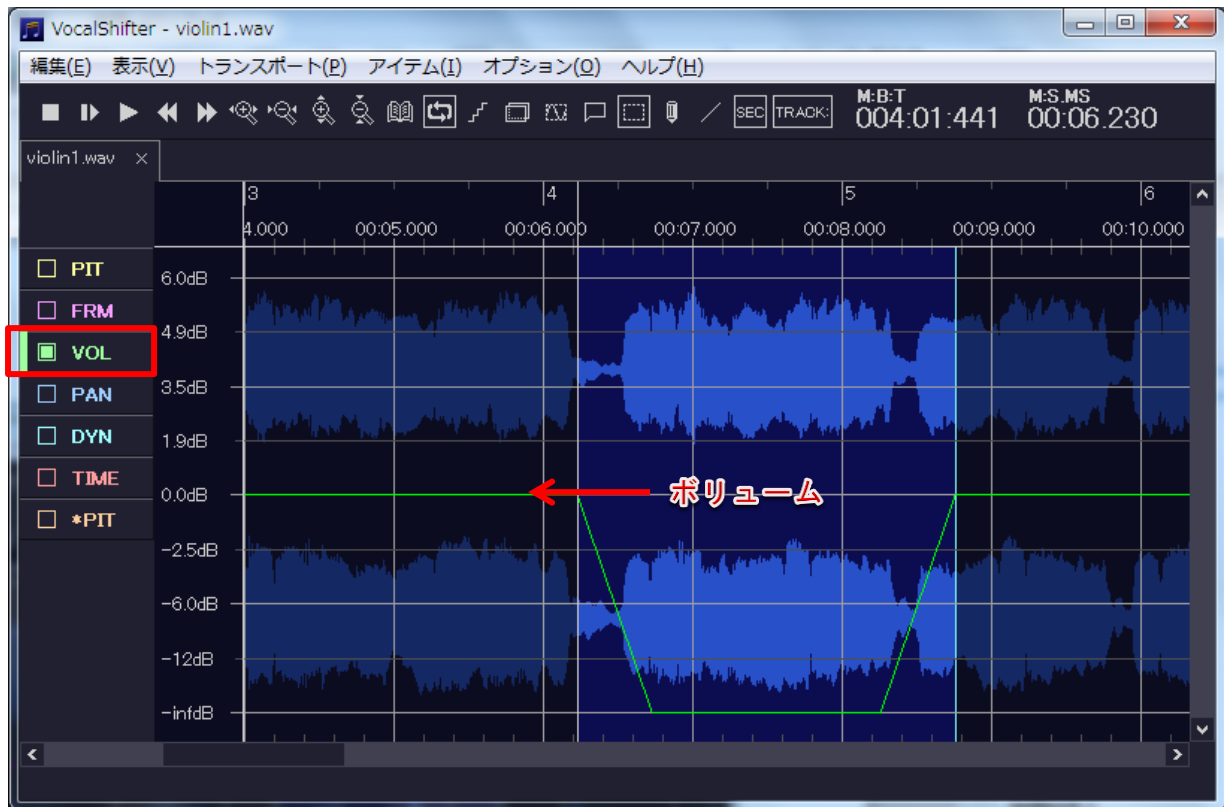 VocalShifter - violin1.wav
編集(E) 表示(V) トランスポート(P) アイテム(I) オプション(O) ヘルプ(H)
SEC TRACK: M:B:T 004:01:441 M:S.MS 00:06.230
violin1.wav ×
3 4 5 6
4.000 00:05.000 00:06.000 00:07.000 00:08.000 00:09.000 00:10.000
PIT
FRM
VOL
PAN
DYN
TIME
*PIT
6.0dB
4.9dB
3.5dB
1.9dB
0.0dB
ボリューム
-2.5dB
-6.0dB
-12dB
-infdB